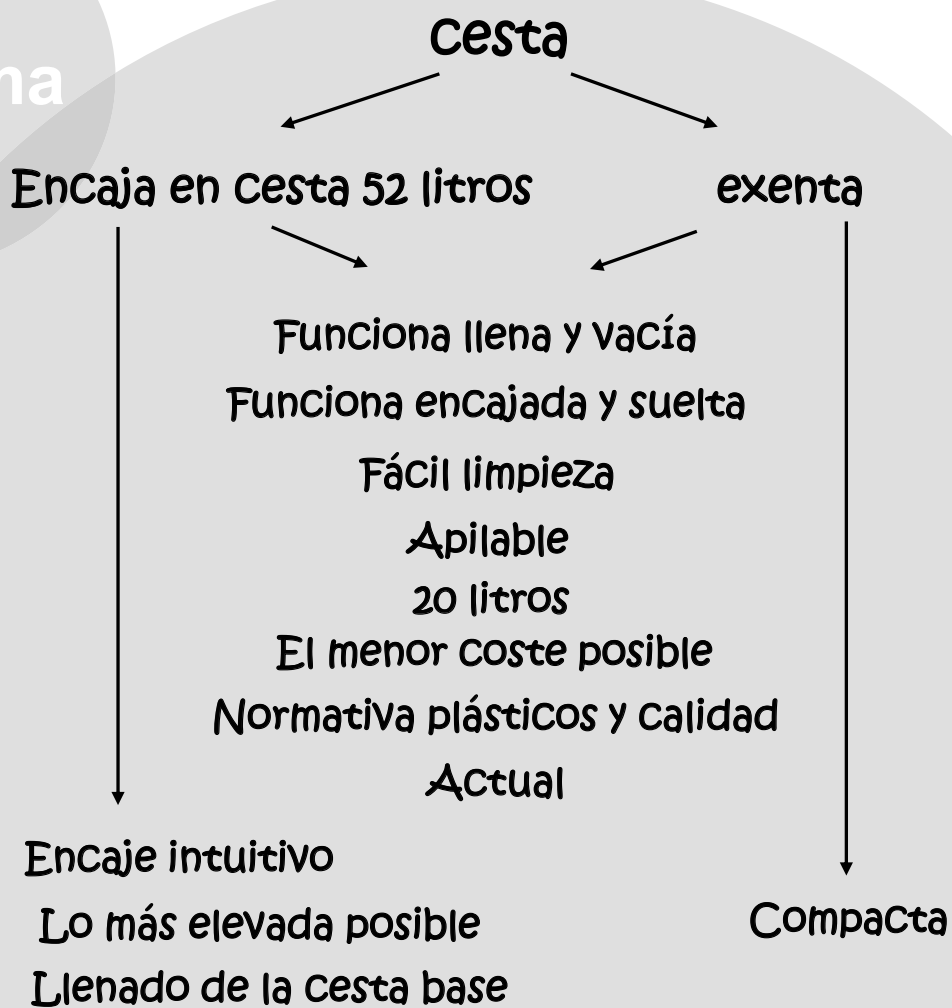 cesta
Encaja en cesta 52 litros
exenta
Funciona llena y vacía
Funciona encajada y suelta
Fácil limpieza
Apilable
20 litros
El menor coste posible
Normativa plásticos y calidad
Actual
Encaje intuitivo
Lo más elevada posible
Llenado de la cesta base
Compacta